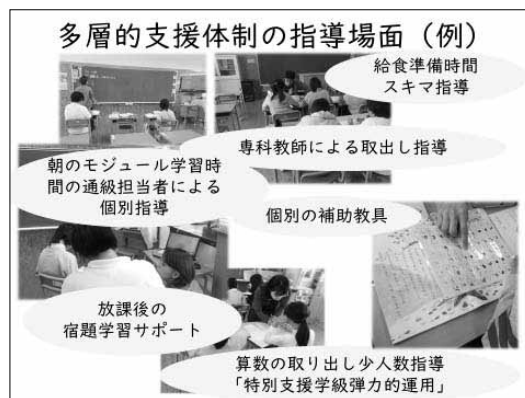 多層的支援体制の指導場面（例）
給食準備時間
スキマ指導
専科教師による取出し指導
朝のモジュール学習時
間の通級担当者による
個別指導
個別の補助教具
放課後の
宿題学習サポート
算数の取り出し少人数指導
「特別支援学級弾力的運用」